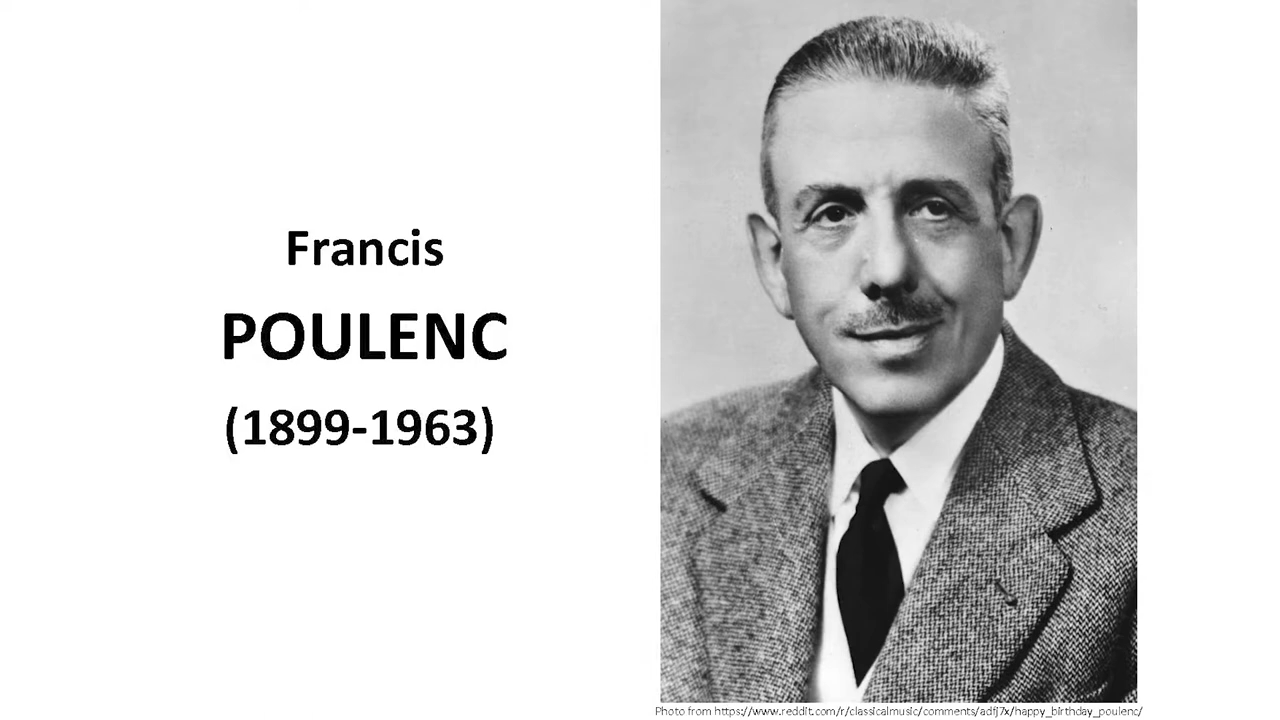 Francis
POULENC
(1899-1963)
Photo from https://www.reddit.com/r/classicalmusic/comments/adfj7x/happy_birthday_poulenc/